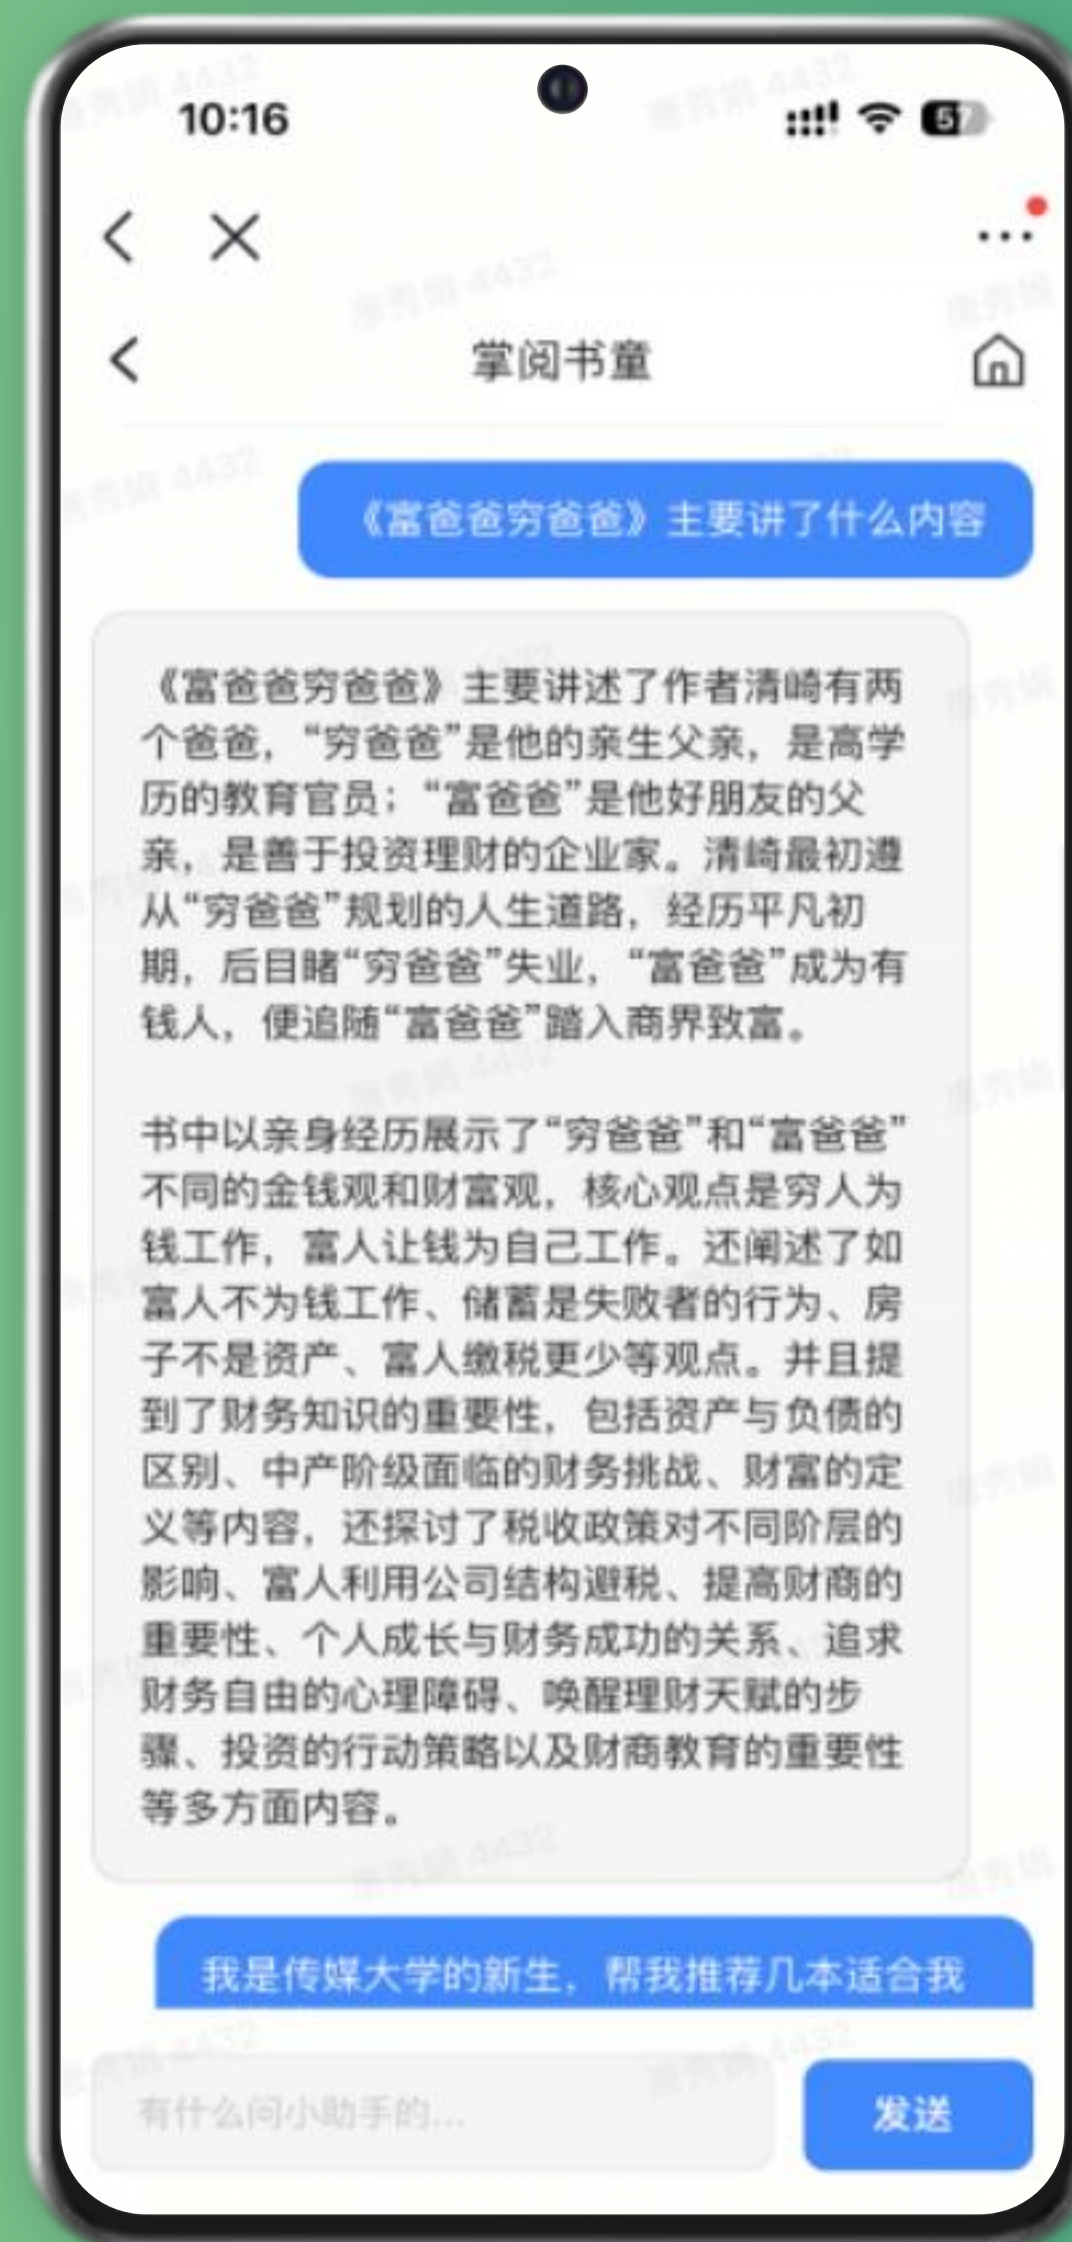 10:16
57
掌阅书童
《富爸爸穷爸爸》主要讲了什么内容
《富爸爸穷爸爸》主要讲述了作者清崎有两
个爸爸，“穷爸爸”是他的亲生父亲，是高学
历的教育官员；“富爸爸”是他好朋友的父
亲，是善于投资理财的企业家。清崎最初遵
从“穷爸爸”规划的人生道路，经历平凡初
期，后目睹“穷爸爸”失业，“富爸爸”成为有
钱人，便追随“富爸爸”踏入商界致富。
书中以亲身经历展示了“穷爸爸”和“富爸爸”
不同的金钱观和财富观，核心观点是穷人为
钱工作，富人让钱为自己工作。还阐述了如
富人不为钱工作、储蓄是失败者的行为、房
子不是资产、富人缴税更少等观点。并且提
到了财务知识的重要性，包括资产与负债的
区别、中产阶级面临的财务挑战、财富的定
义等内容，还探讨了税收政策对不同阶层的
影响、富人利用公司结构避税、提高财商的
重要性、个人成长与财务成功的关系、追求
财务自由的心理障碍、唤醒理财天赋的步
骤、投资的行动策略以及财商教育的重要性
等多方面内容。
我是传媒大学的新生，帮我推荐几本适合我
有什么问小助手的...
发送